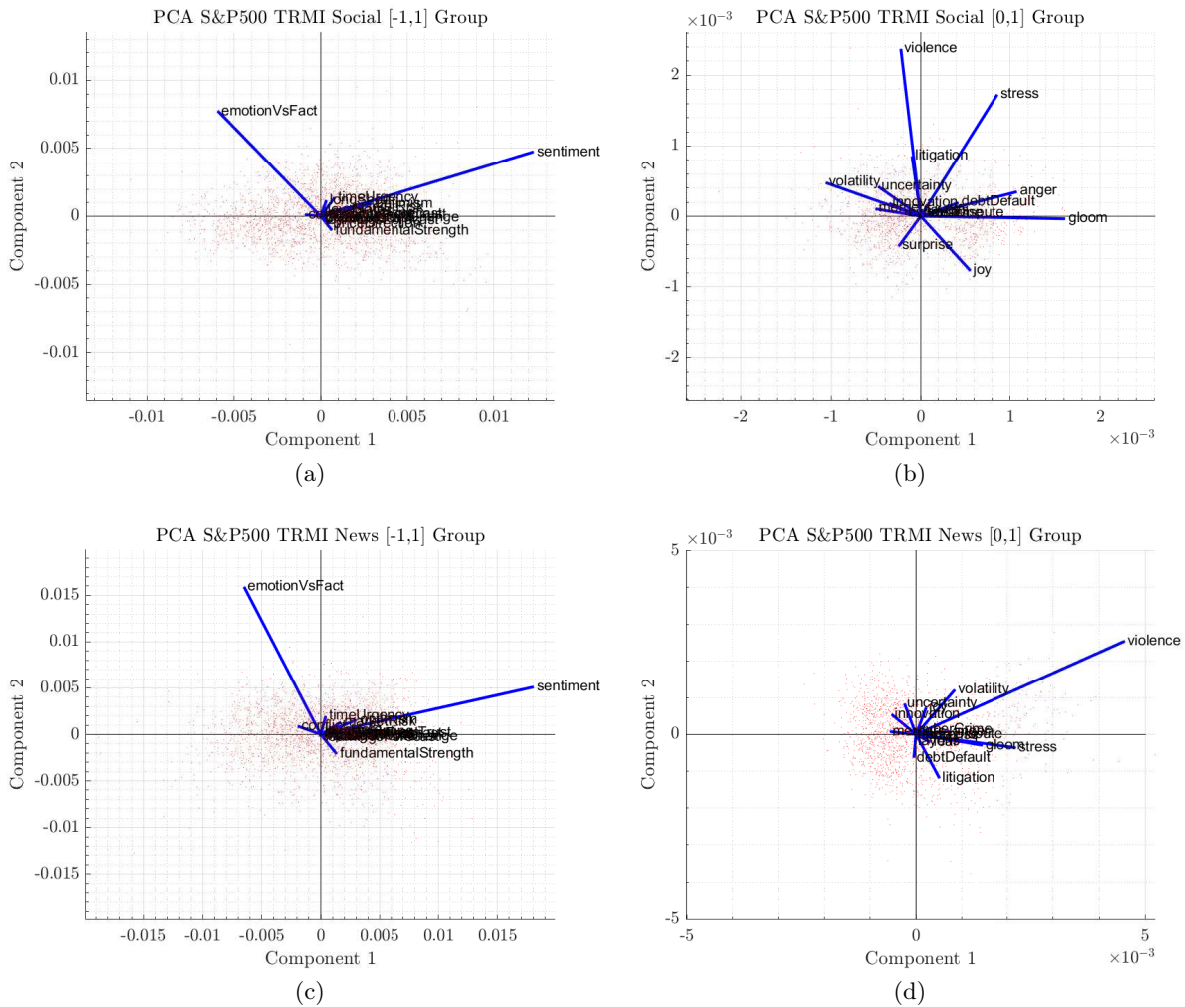 PCA S&P500 TRMI Social [-1,1] Group
0.01
0.005
0
-0.005
-0.01
Component 2
emotionVsFact
sentiment
timeUrgency
fundamentalStrength
-0.01 -0.005 0 0.005 0.01
Component 1
(a)
×10⁻³ PCA S&P500 TRMI Social [0,1] Group
2
1
0
-1
-2
Component 2
violence
stress
litigation
volatility
uncertainty
anger
innovation
debtDefault
gloom
surprise
joy
-2 -1 0 1 2
×10⁻³
Component 1
(b)
PCA S&P500 TRMI News [-1,1] Group
0.015
0.01
0.005
0
-0.005
-0.01
-0.015
Component 2
emotionVsFact
sentiment
timeUrgency
fundamentalStrength
-0.015 -0.01 -0.005 0 0.005 0.01 0.015
Component 1
(c)
×10⁻³ PCA S&P500 TRMI News [0,1] Group
5
0
-5
Component 2
violence
volatility
uncertainty
innovation
gloom
stress
debtDefault
litigation
-5 0 5
×10⁻³
Component 1
(d)